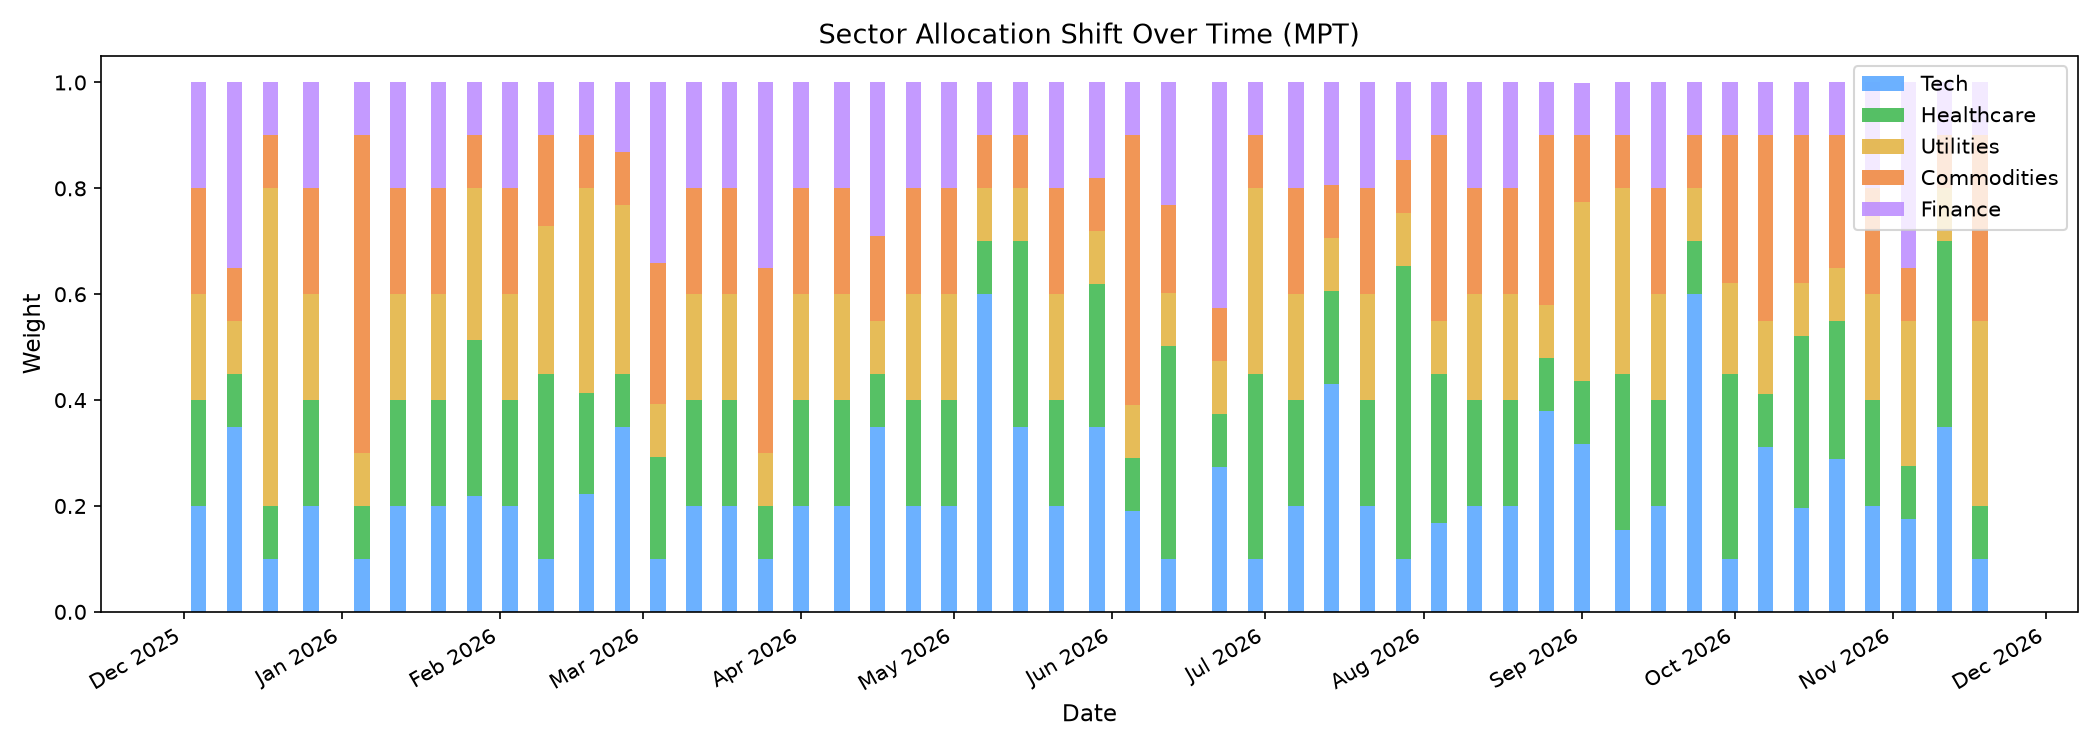 Sector Allocation Shift Over Time (MPT)
Weight
1.0
0.8
0.6
0.4
0.2
0.0
Tech
Healthcare
Utilities
Commodities
Finance
Dec 2025
Jan 2026
Feb 2026
Mar 2026
Apr 2026
May 2026
Jun 2026
Jul 2026
Aug 2026
Sep 2026
Oct 2026
Nov 2026
Dec 2026
Date